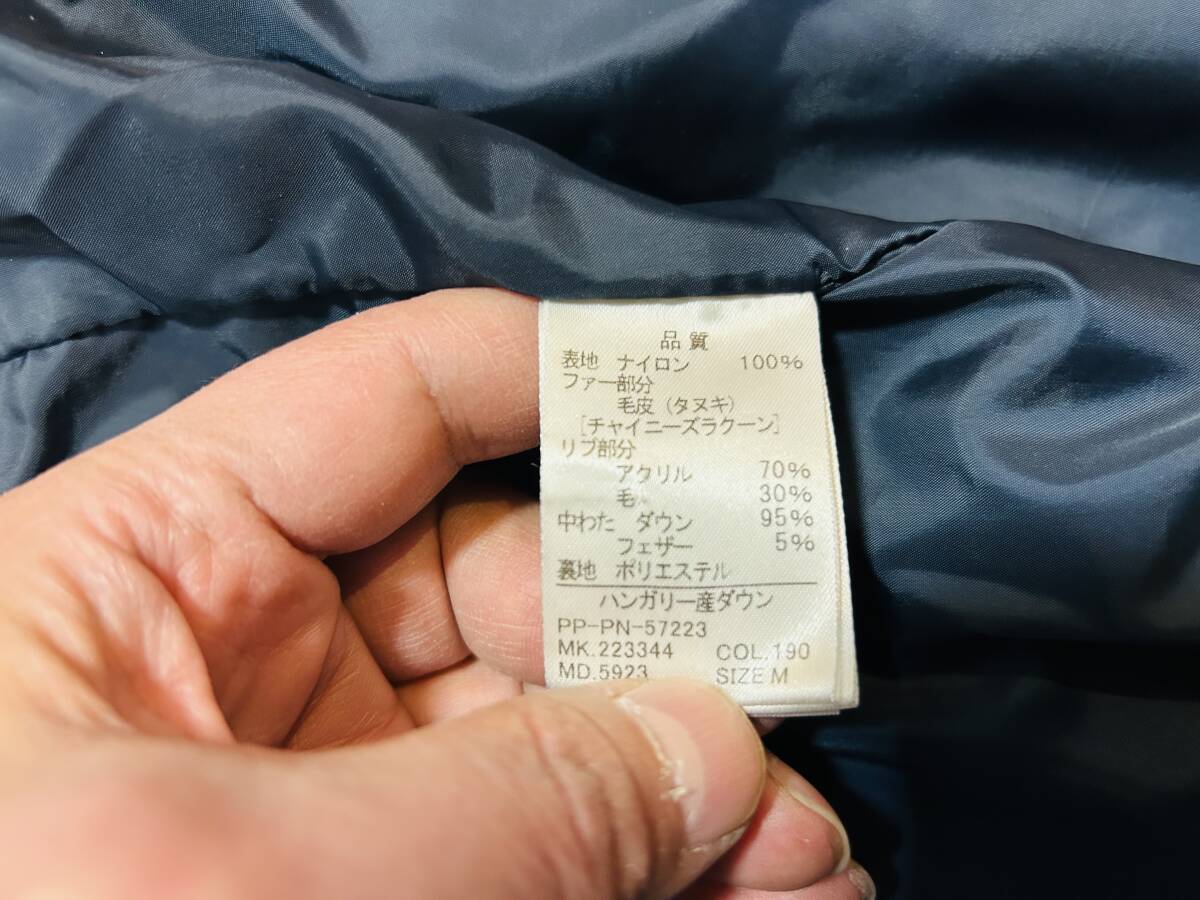 品質
表地 ナイロン 100%
ファー部分
毛皮（タヌキ）
［チャイニーズラクーン］
リブ部分
アクリル 70%
毛 30%
中わた ダウン 95%
フェザー 5%
裏地 ポリエステル
ハンガリー産ダウン
PP-PN-57223
MK.223344 COL.190
MD.5923 SIZE M